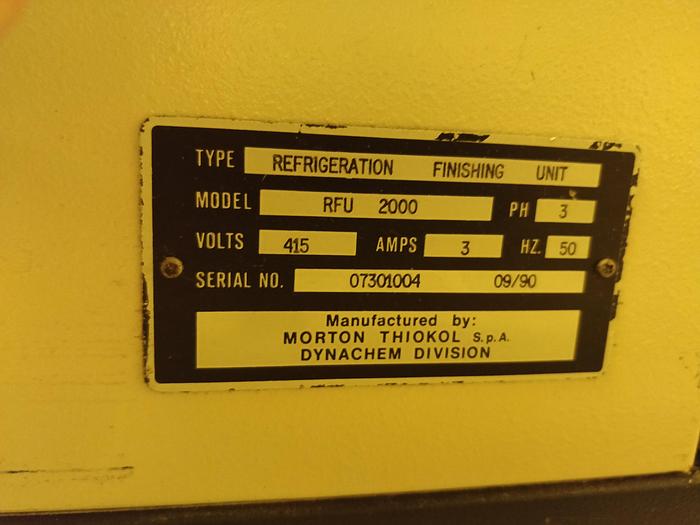 TYPE REFRIGERATION FINISHING UNIT
MODEL RFU 2000 PH 3
VOLTS 415 AMPS 3 HZ. 50
SERIAL NO. 07301004 09/90
Manufactured by:
MORTON THIOKOL S.p.A.
DYNACHEM DIVISION